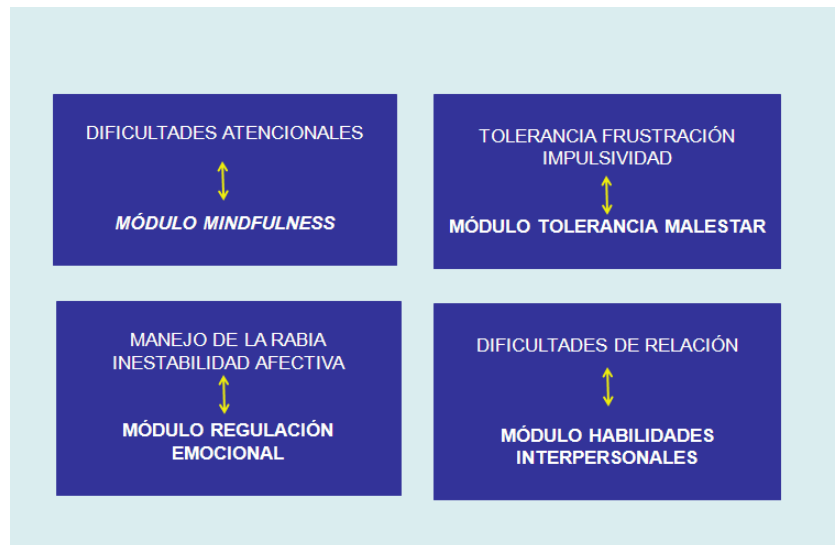 DIFICULTADES ATENCIONALES
MÓDULO MINDFULNESS
TOLERANCIA FRUSTRACIÓN
IMPULSIVIDAD
MÓDULO TOLERANCIA MALESTAR
MANEJO DE LA RABIA
INESTABILIDAD AFECTIVA
MÓDULO REGULACIÓN
EMOCIONAL
DIFICULTADES DE RELACIÓN
MÓDULO HABILIDADES
INTERPERSONALES